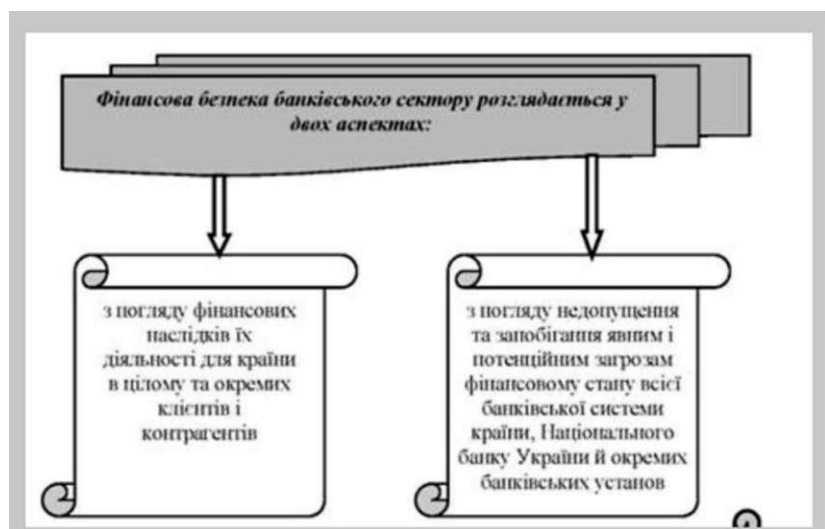 Фінансова безпека банківського сектору розглядається у
двох аспектах:
з погляду фінансових
наслідків їх
діяльності для країни
в цілому та окремих
клієнтів і
контрагентів
з погляду недопущення
та запобігання явним і
потенційним загрозам
фінансовому стану всієї
банківської системи
країни, Національного
банку України й окремих
банківських установ